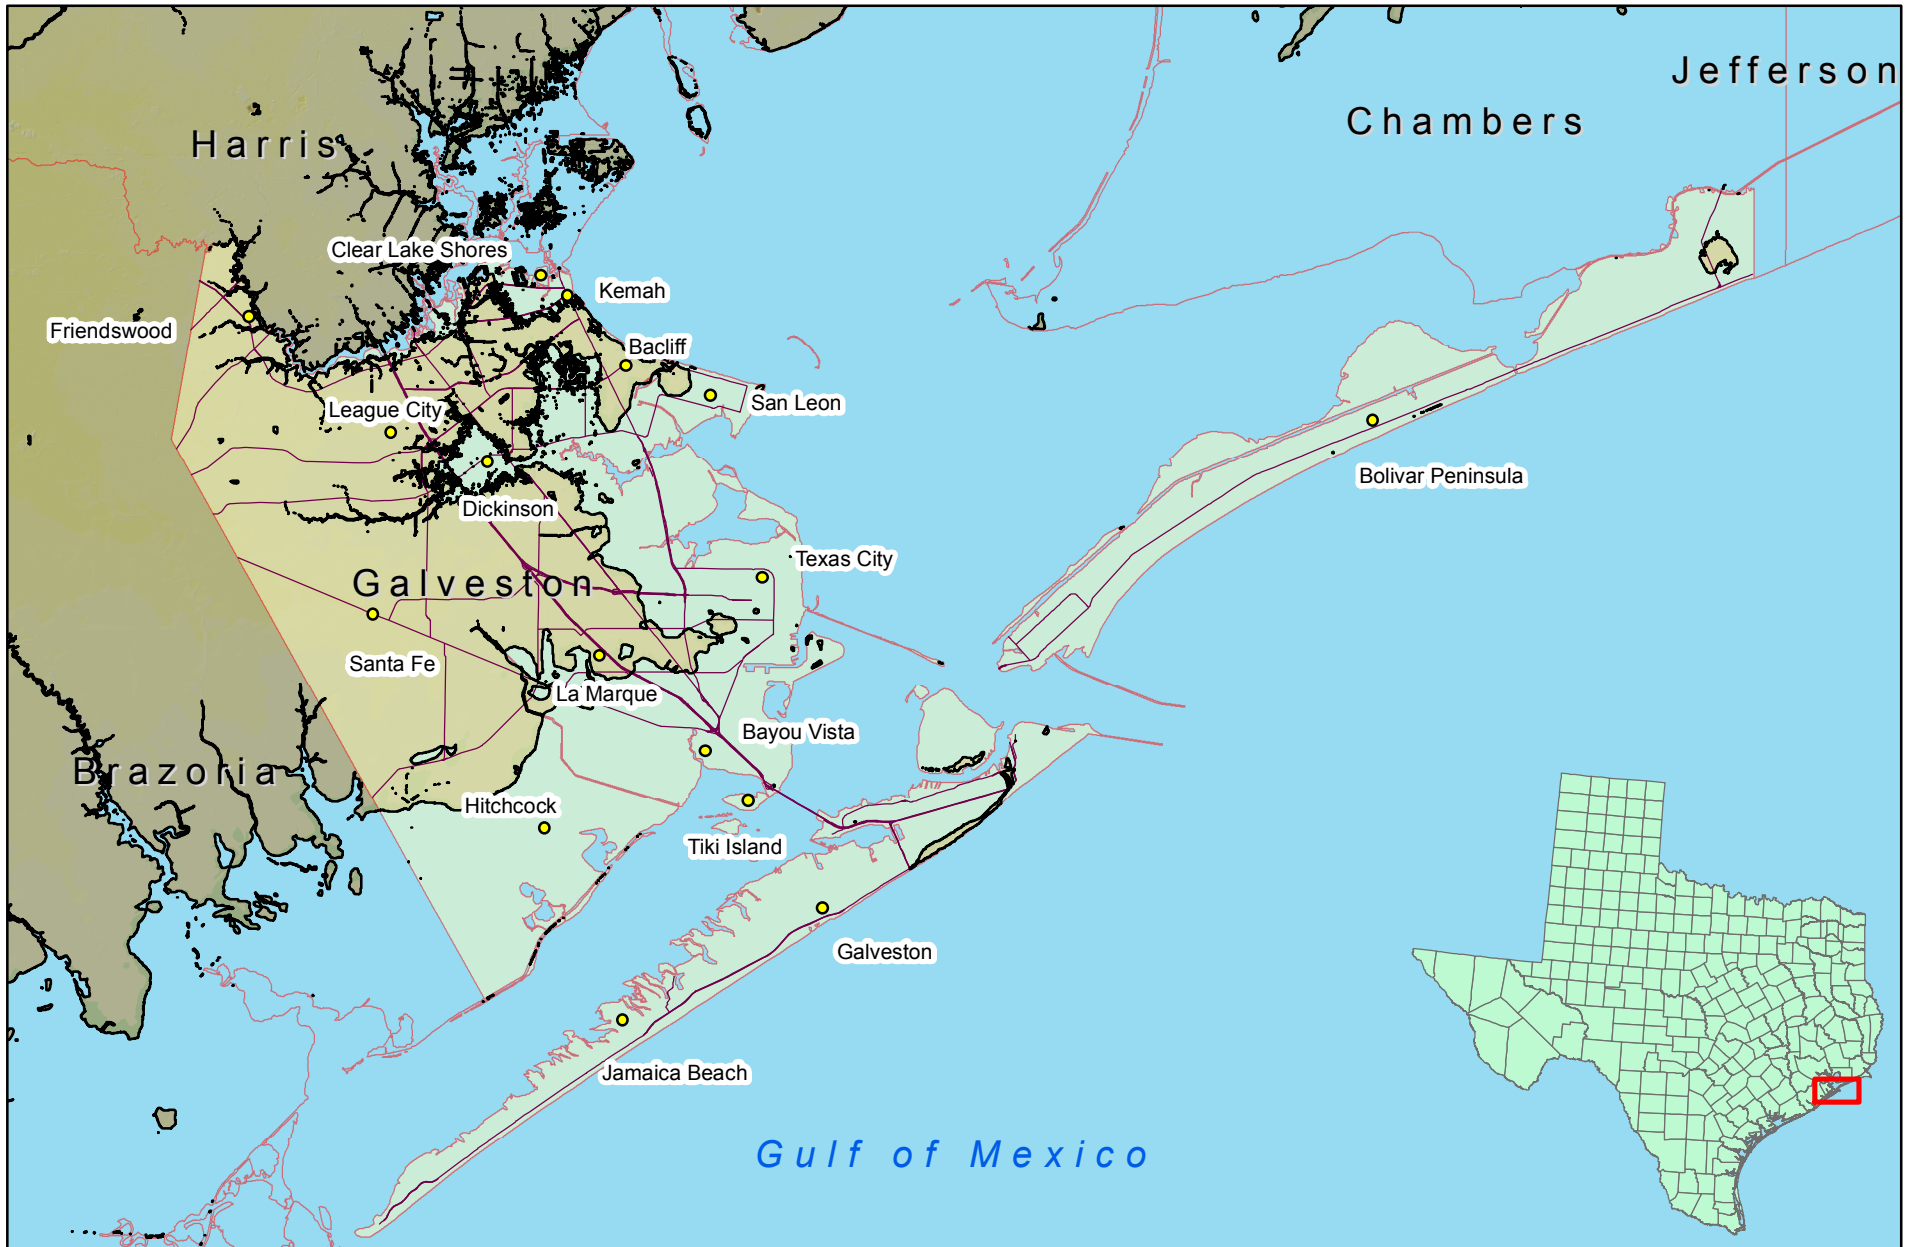 Jefferson
Chambers
Harris
Clear Lake Shores
Kemah
Friendswood
Bacliff
San Leon
League City
Bolivar Peninsula
Dickinson
Texas City
Galveston
Santa Fe
La Marque
Bayou Vista
Brazoria
Hitchcock
Tiki Island
Galveston
Jamaica Beach
Gulf of Mexico